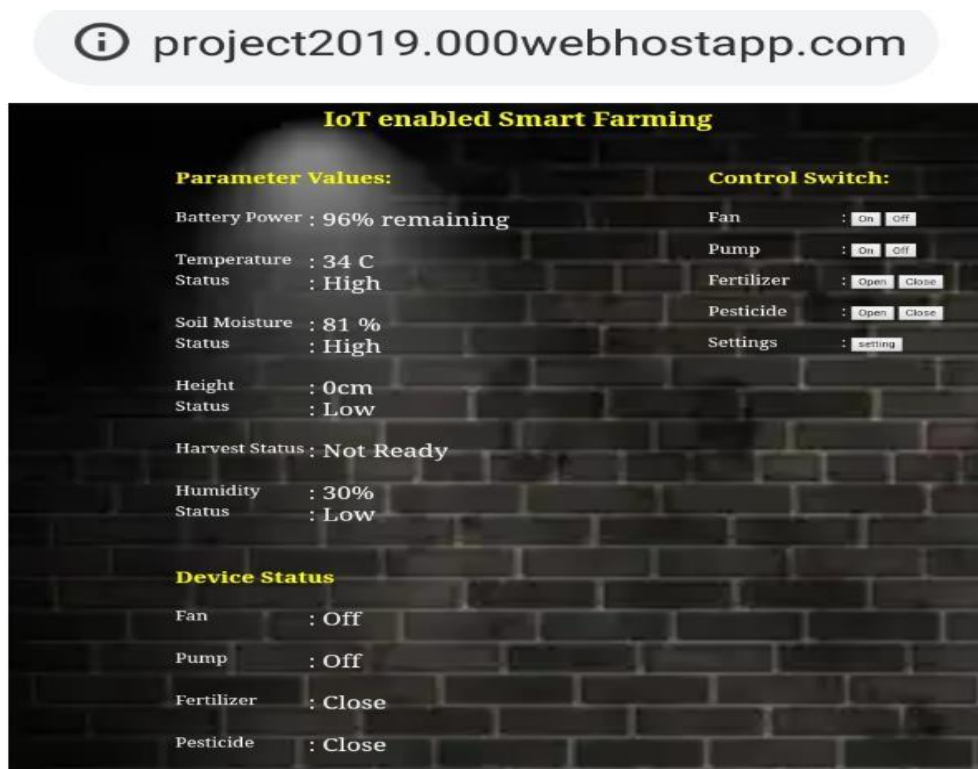 project2019.000webhostapp.com
IoT enabled Smart Farming
Parameter Values:
Battery Power : 96% remaining
Temperature : 34 C
Status : High
Soil Moisture : 81 %
Status : High
Height : 0cm
Status : Low
Harvest Status : Not Ready
Humidity : 30%
Status : Low
Device Status
Fan : Off
Pump : Off
Fertilizer : Close
Pesticide : Close
Control Switch:
Fan : On Off
Pump : On Off
Fertilizer : Open Close
Pesticide : Open Close
Settings : setting